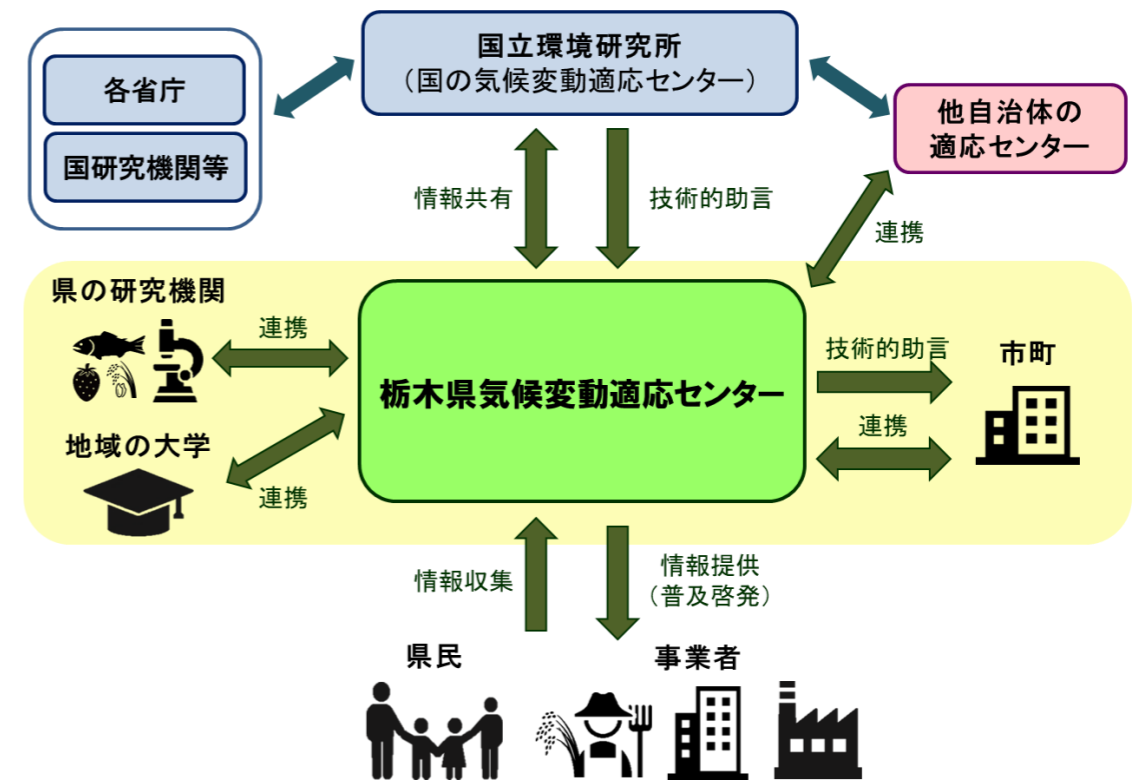 各省庁
国研究機関等
国立環境研究所
（国の気候変動適応センター）
他自治体の
適応センター
情報共有
技術的助言
連携
県の研究機関
連携
地域の大学
連携
栃木県気候変動適応センター
技術的助言
連携
市町
情報収集
情報提供
（普及啓発）
県民
事業者